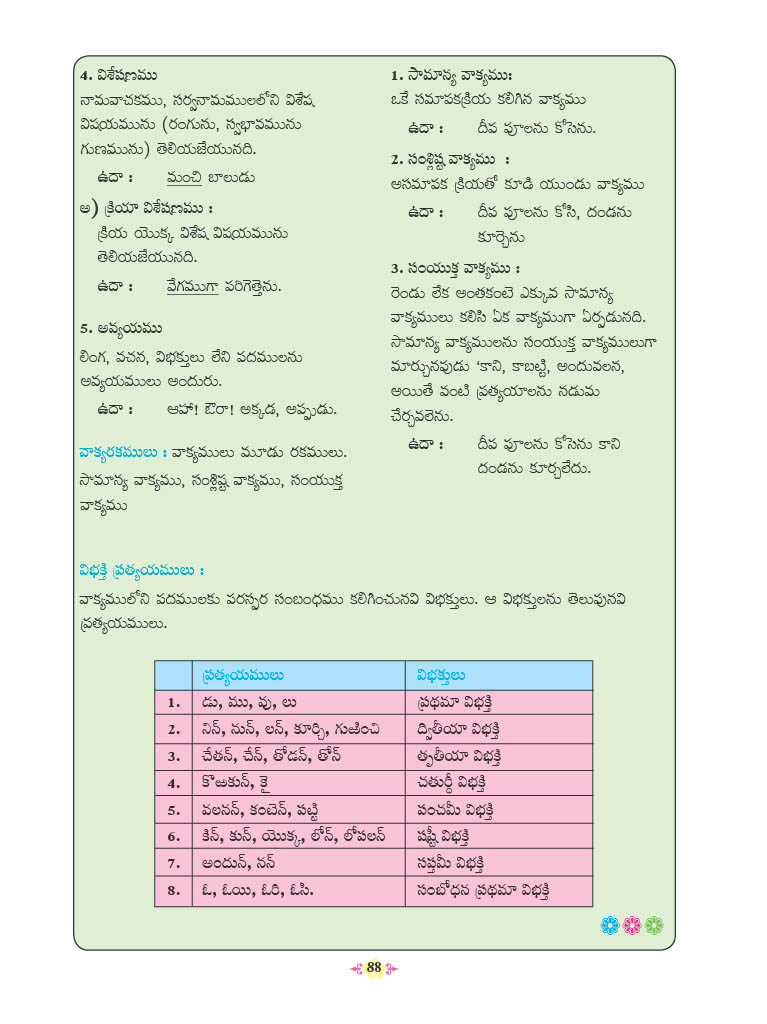 4. విశేషణము
నామవాచకము, సర్వనామములలోని విశేష
విషయమును (రంగును, స్వభావమును
గుణమును) తెలియజేయునది.
ఉదా : మంచి బాలుడు
అ) క్రియా విశేషణము :
క్రియ యొక్క విశేష విషయమును
తెలియజేయునది.
ఉదా : వేగముగా పరిగెత్తెను.
5. అవ్యయము
లింగ, వచన, విభక్తులు లేని పదములను
అవ్యయములు అందురు.
ఉదా : ఆహా! ఔరా! అక్కడ, అప్పుడు.
వాక్యరకములు : వాక్యములు మూడు రకములు.
సామాన్య వాక్యము, సంశ్లిష్ట వాక్యము, సంయుక్త
వాక్యము
1. సామాన్య వాక్యము:
ఒకే సమాపకక్రియ కలిగిన వాక్యము
ఉదా : దీప పూలను కోసెను.
2. సంశ్లిష్ట వాక్యము :
అసమాపక క్రియతో కూడి యుండు వాక్యము
ఉదా : దీప పూలను కోసి, దండను
కూర్చెను
3. సంయుక్త వాక్యము :
రెండు లేక అంతకంటె ఎక్కువ సామాన్య
వాక్యములు కలిసి ఏక వాక్యముగా ఏర్పడునది.
సామాన్య వాక్యములను సంయుక్త వాక్యములుగా
మార్చునపుడు ‘కాని, కాబట్టి, అందువలన,
అయితే వంటి ప్రత్యయాలను నడుమ
చేర్చవలెను.
ఉదా : దీప పూలను కోసెను కాని
దండను కూర్చలేదు.
విభక్తి ప్రత్యయములు :
వాక్యములోని పదములకు పరస్పర సంబంధము కలిగించునవి విభక్తులు. ఆ విభక్తులను తెలుపునవి
ప్రత్యయములు.
ప్రత్యయములు విభక్తులు
1. డు, ము, వు, లు ప్రథమా విభక్తి
2. నిన్, నున్, లన్, కూర్చి, గుఱించి ద్వితీయా విభక్తి
3. చేతన్, చేన్, తోడన్, తోన్ తృతీయా విభక్తి
4. కొఱకున్, కై చతుర్థీ విభక్తి
5. వలనన్, కంటెన్, పట్టి పంచమీ విభక్తి
6. కిన్, కున్, యొక్క, లోన్, లోపలన్ షష్ఠీ విభక్తి
7. అందున్, నన్ సప్తమీ విభక్తి
8. ఓ, ఓయి, ఓరి, ఓసి. సంబోధన ప్రథమా విభక్తి
88